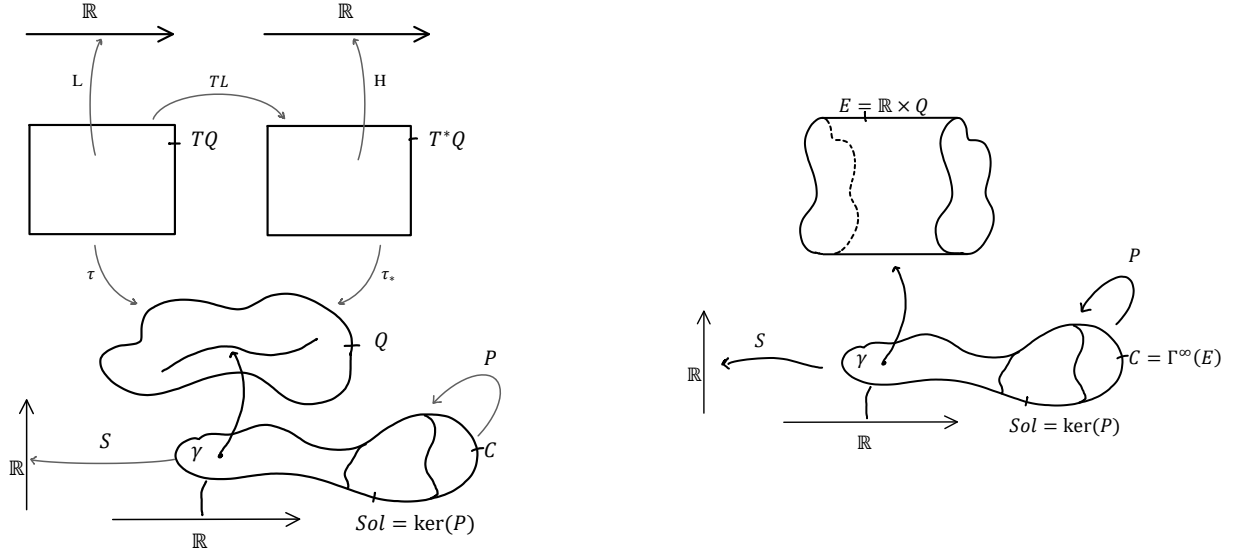 ℝ
ℝ
L
TL
H
TQ
T*Q
τ
τ*
Q
P
S
γ
C
ℝ
Sol = ker(P)
ℝ
E = ℝ × Q
P
S
γ
C = Γ^∞(E)
ℝ
Sol = ker(P)
ℝ